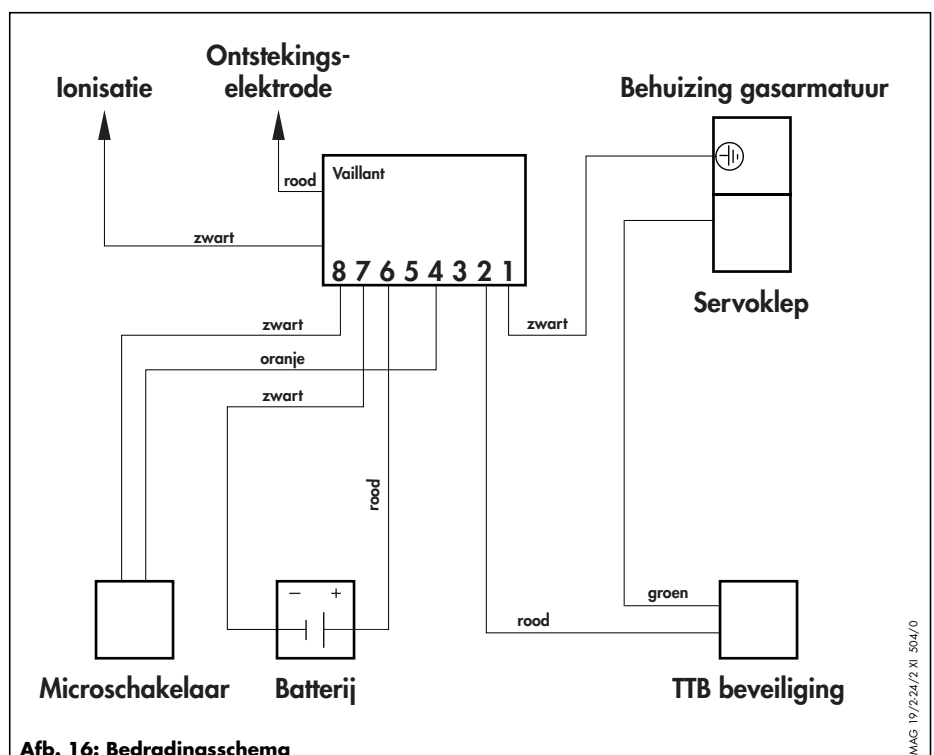 Ontstekings-
elektrode
Ionisatie
Behuizing gasarmatuur
rood
Vaillant
zwart
8 7 6 5 4 3 2 1
Servoklep
zwart
zwart
oranje
zwart
rood
groen
rood
− +
Microschakelaar
Batterij
TTB beveiliging
MAG 19/2-24/2 XI 504/0
Afb. 16: Bedradingsschema